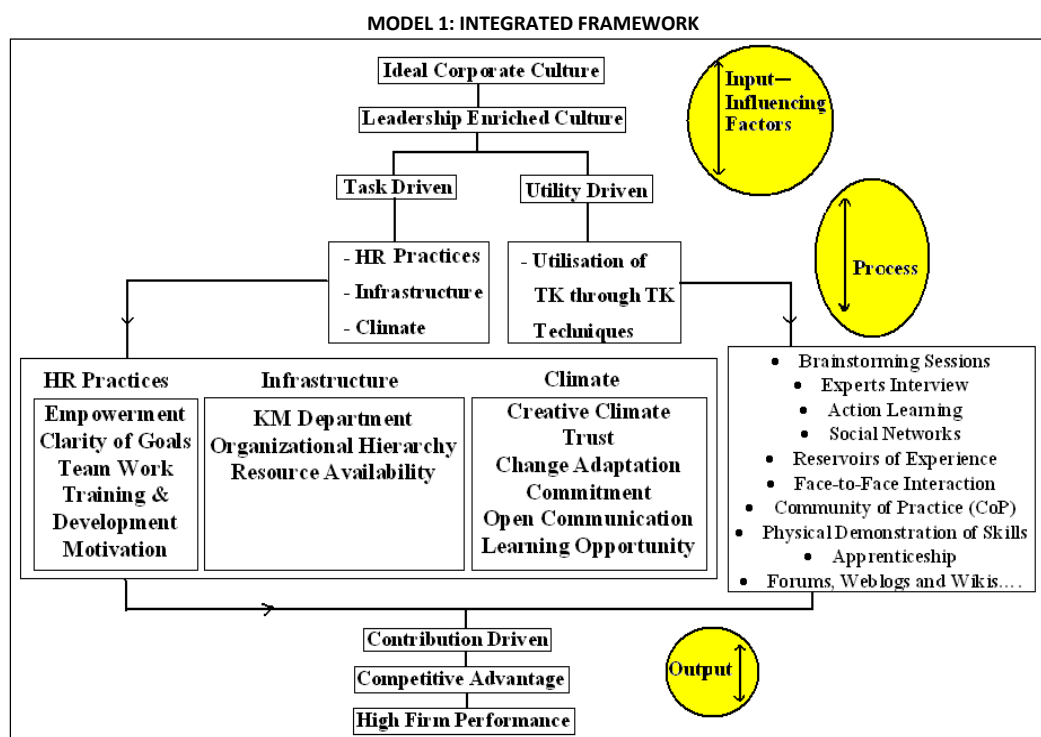 MODEL 1: INTEGRATED FRAMEWORK
Ideal Corporate Culture
Leadership Enriched Culture
Input—
Influencing
Factors
Task Driven
Utility Driven
- HR Practices
- Infrastructure
- Climate
- Utilisation of
TK through TK
Techniques
Process
HR Practices
Empowerment
Clarity of Goals
Team Work
Training &
Development
Motivation
Infrastructure
KM Department
Organizational Hierarchy
Resource Availability
Climate
Creative Climate
Trust
Change Adaptation
Commitment
Open Communication
Learning Opportunity
• Brainstorming Sessions
• Experts Interview
• Action Learning
• Social Networks
• Reservoirs of Experience
• Face-to-Face Interaction
• Community of Practice (CoP)
• Physical Demonstration of Skills
• Apprenticeship
• Forums, Weblogs and Wikis....
Contribution Driven
Competitive Advantage
High Firm Performance
Output